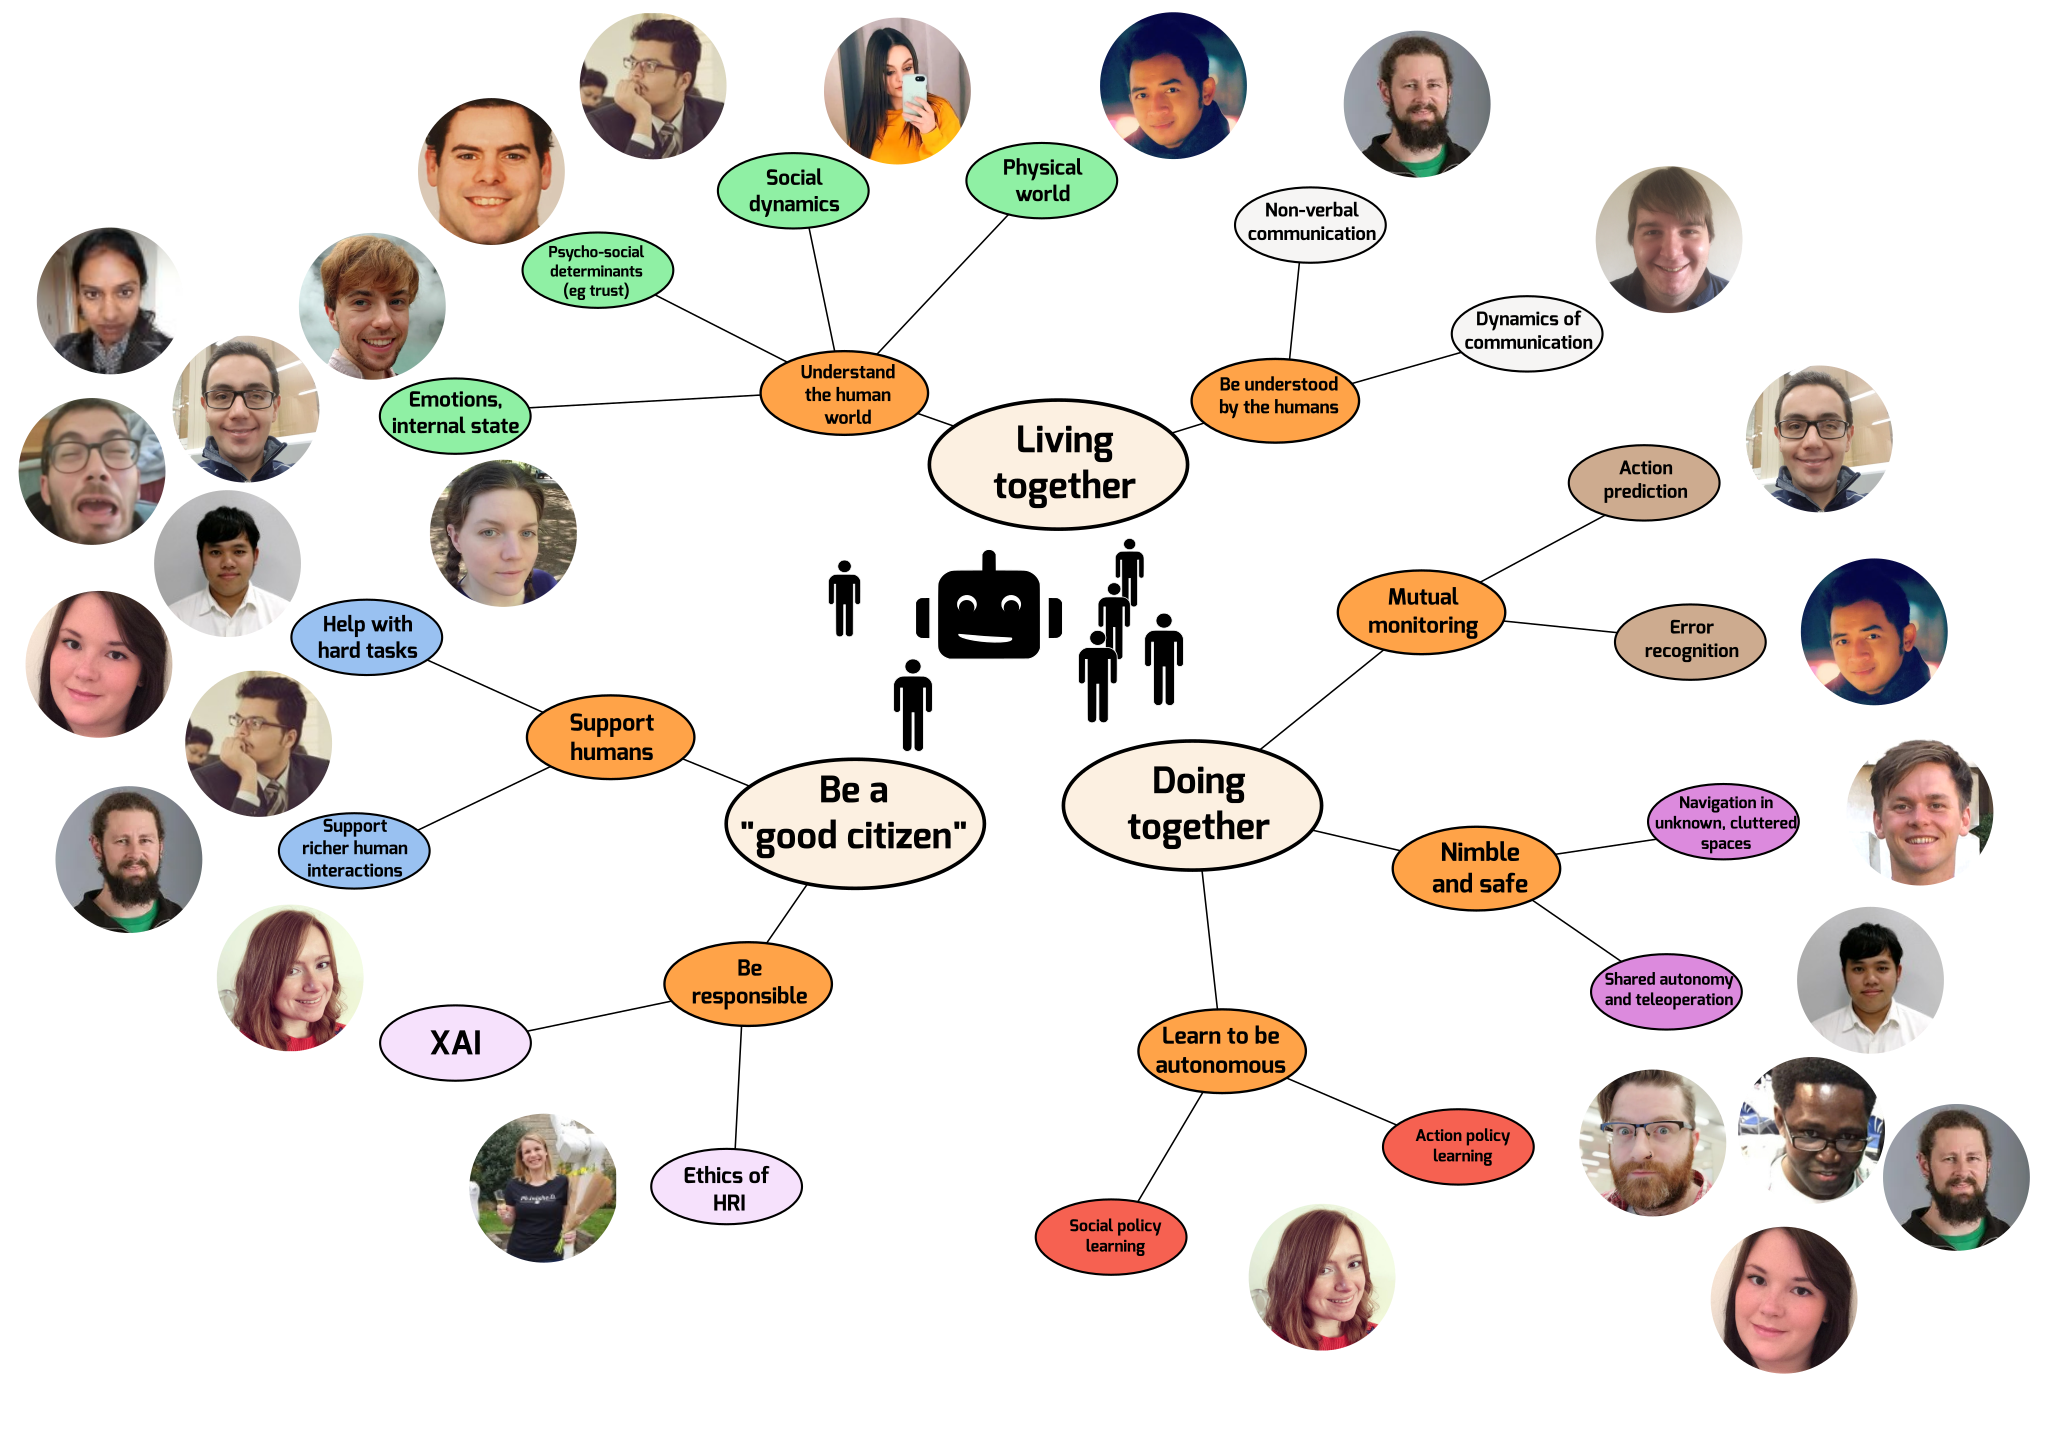 Social
dynamics
Physical
world
Non-verbal
communication
Psycho-social
determinants
(eg trust)
Dynamics of
communication
Understand
the human
world
Be understood
by the humans
Emotions,
internal state
Living
together
Action
prediction
Mutual
monitoring
Error
recognition
Help with
hard tasks
Support
humans
Support
richer human
interactions
Be a
"good citizen"
Doing
together
Navigation in
unknown, cluttered
spaces
Nimble
and safe
Shared autonomy
and teleoperation
Be
responsible
XAI
Ethics of
HRI
Learn to be
autonomous
Action policy
learning
Social policy
learning